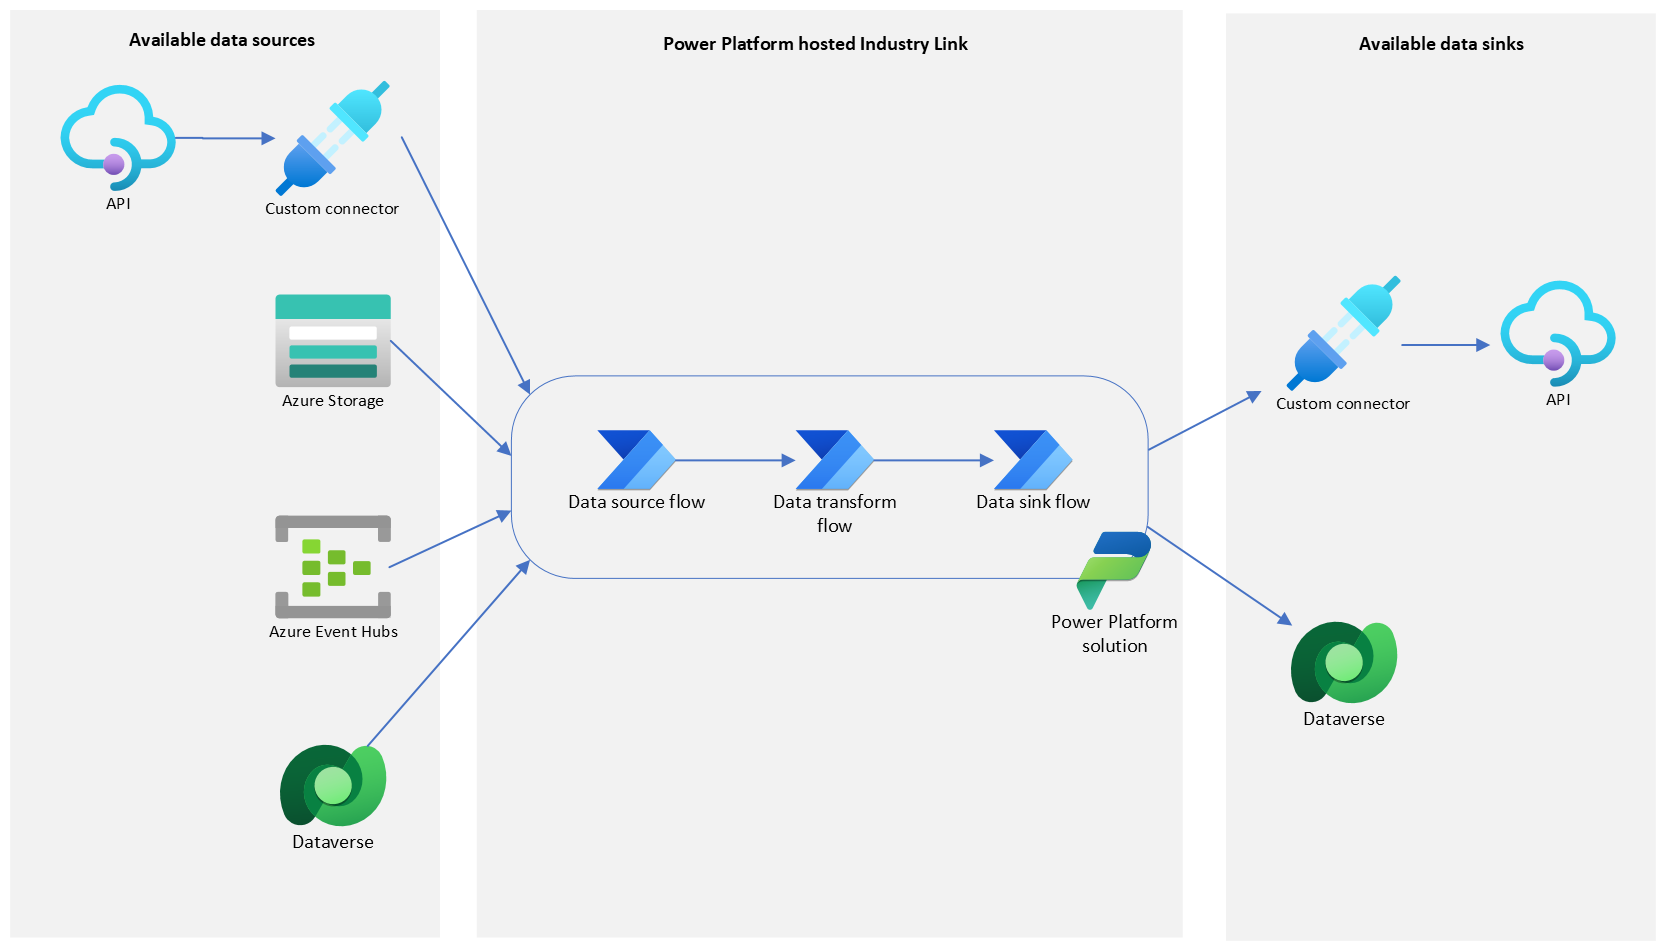 Available data sources
API
Custom connector
Azure Storage
Azure Event Hubs
Dataverse
Power Platform hosted Industry Link
Data source flow
Data transform
flow
Data sink flow
Power Platform
solution
Available data sinks
Custom connector
API
Dataverse